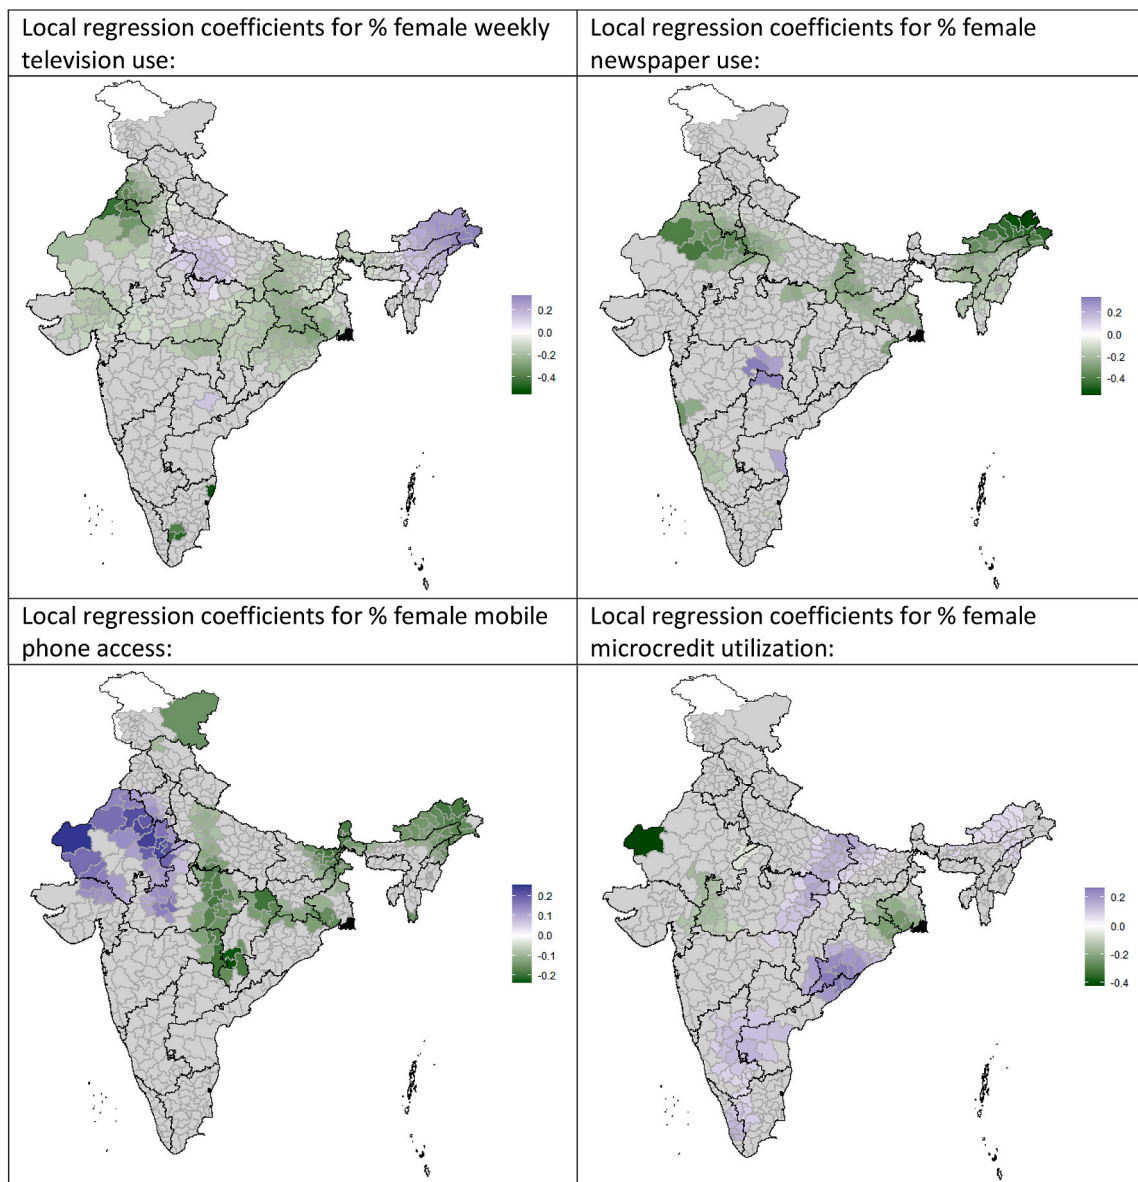 Local regression coefficients for % female weekly
television use:
Local regression coefficients for % female
newspaper use:
0.2
0.0
-0.2
-0.4
0.2
0.0
-0.2
-0.4
Local regression coefficients for % female mobile
phone access:
Local regression coefficients for % female
microcredit utilization:
0.2
0.1
0.0
-0.1
-0.2
0.2
0.0
-0.2
-0.4